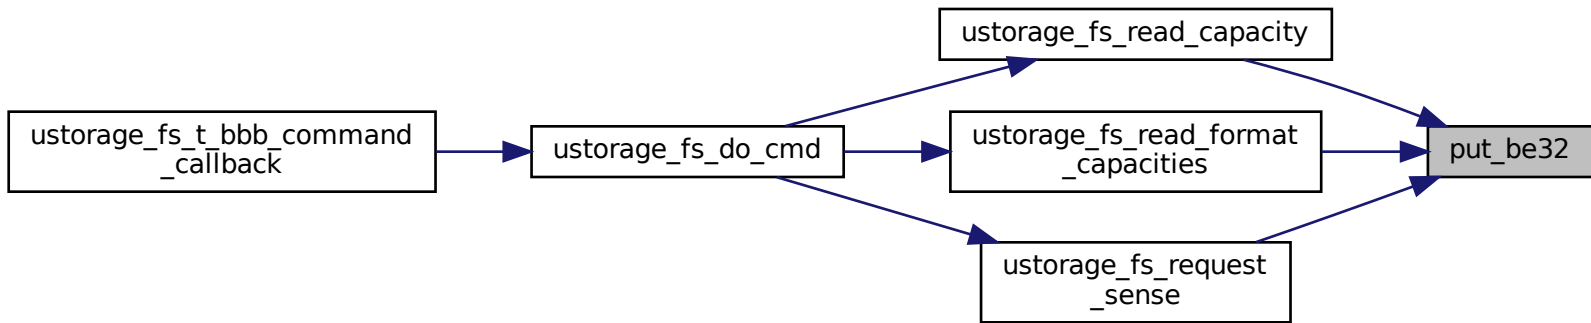 ustorage_fs_read_capacity
ustorage_fs_t_bbb_command
_callback
ustorage_fs_do_cmd
ustorage_fs_read_format
_capacities
put_be32
ustorage_fs_request
_sense